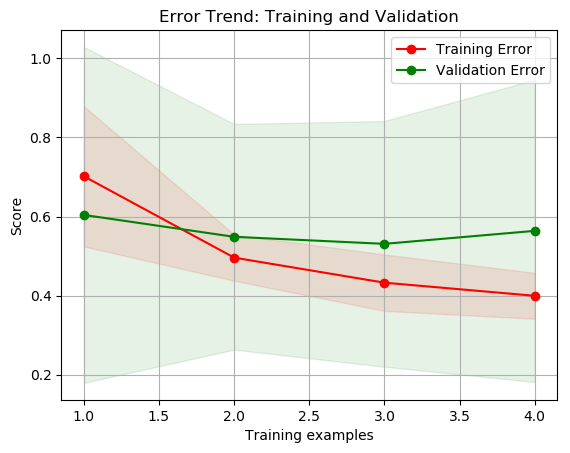 Error Trend: Training and Validation
Training Error
Validation Error
Score
1.0
0.8
0.6
0.4
0.2
1.0 1.5 2.0 2.5 3.0 3.5 4.0
Training examples